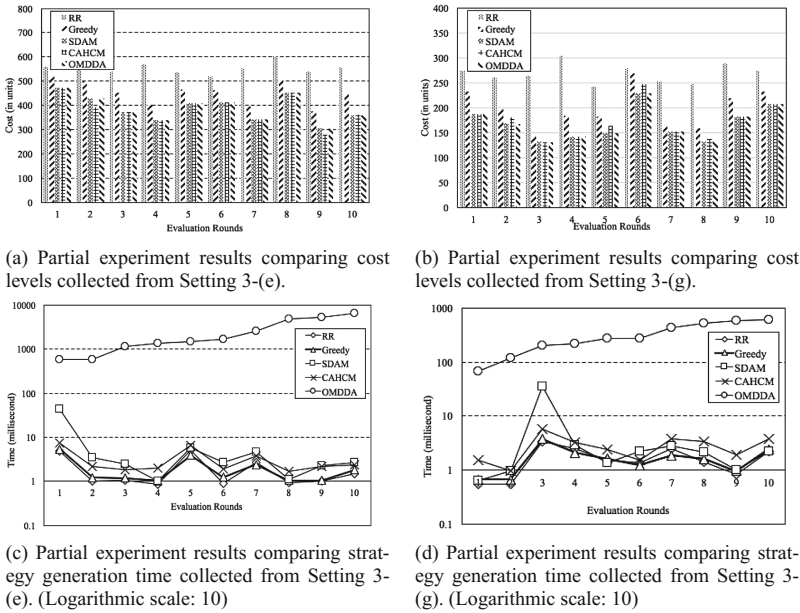 RR
Greedy
SDAM
CAHCM
OMDDA
800
700
600
500
400
300
200
100
0
Cost (in units)
1 2 3 4 5 6 7 8 9 10
Evaluation Rounds
(a) Partial experiment results comparing cost
levels collected from Setting 3-(e).
RR
Greedy
SDAM
CAHCM
OMDDA
400
350
300
250
200
150
100
50
0
Cost (in units)
1 2 3 4 5 6 7 8 9 10
Evaluation Rounds
(b) Partial experiment results comparing cost
levels collected from Setting 3-(g).
10000
1000
100
10
1
0.1
Time (millisecond)
RR
Greedy
SDAM
CAHCM
OMDDA
1 2 3 4 5 6 7 8 9 10
Evaluation Rounds
(c) Partial experiment results comparing strat-
egy generation time collected from Setting 3-
(e). (Logarithmic scale: 10)
1000
100
10
1
0.1
Time (millisecond)
RR
Greedy
SDAM
CAHCM
OMDDA
1 2 3 4 5 6 7 8 9 10
Evaluation Rounds
(d) Partial experiment results comparing strat-
egy generation time collected from Setting 3-
(g). (Logarithmic scale: 10)